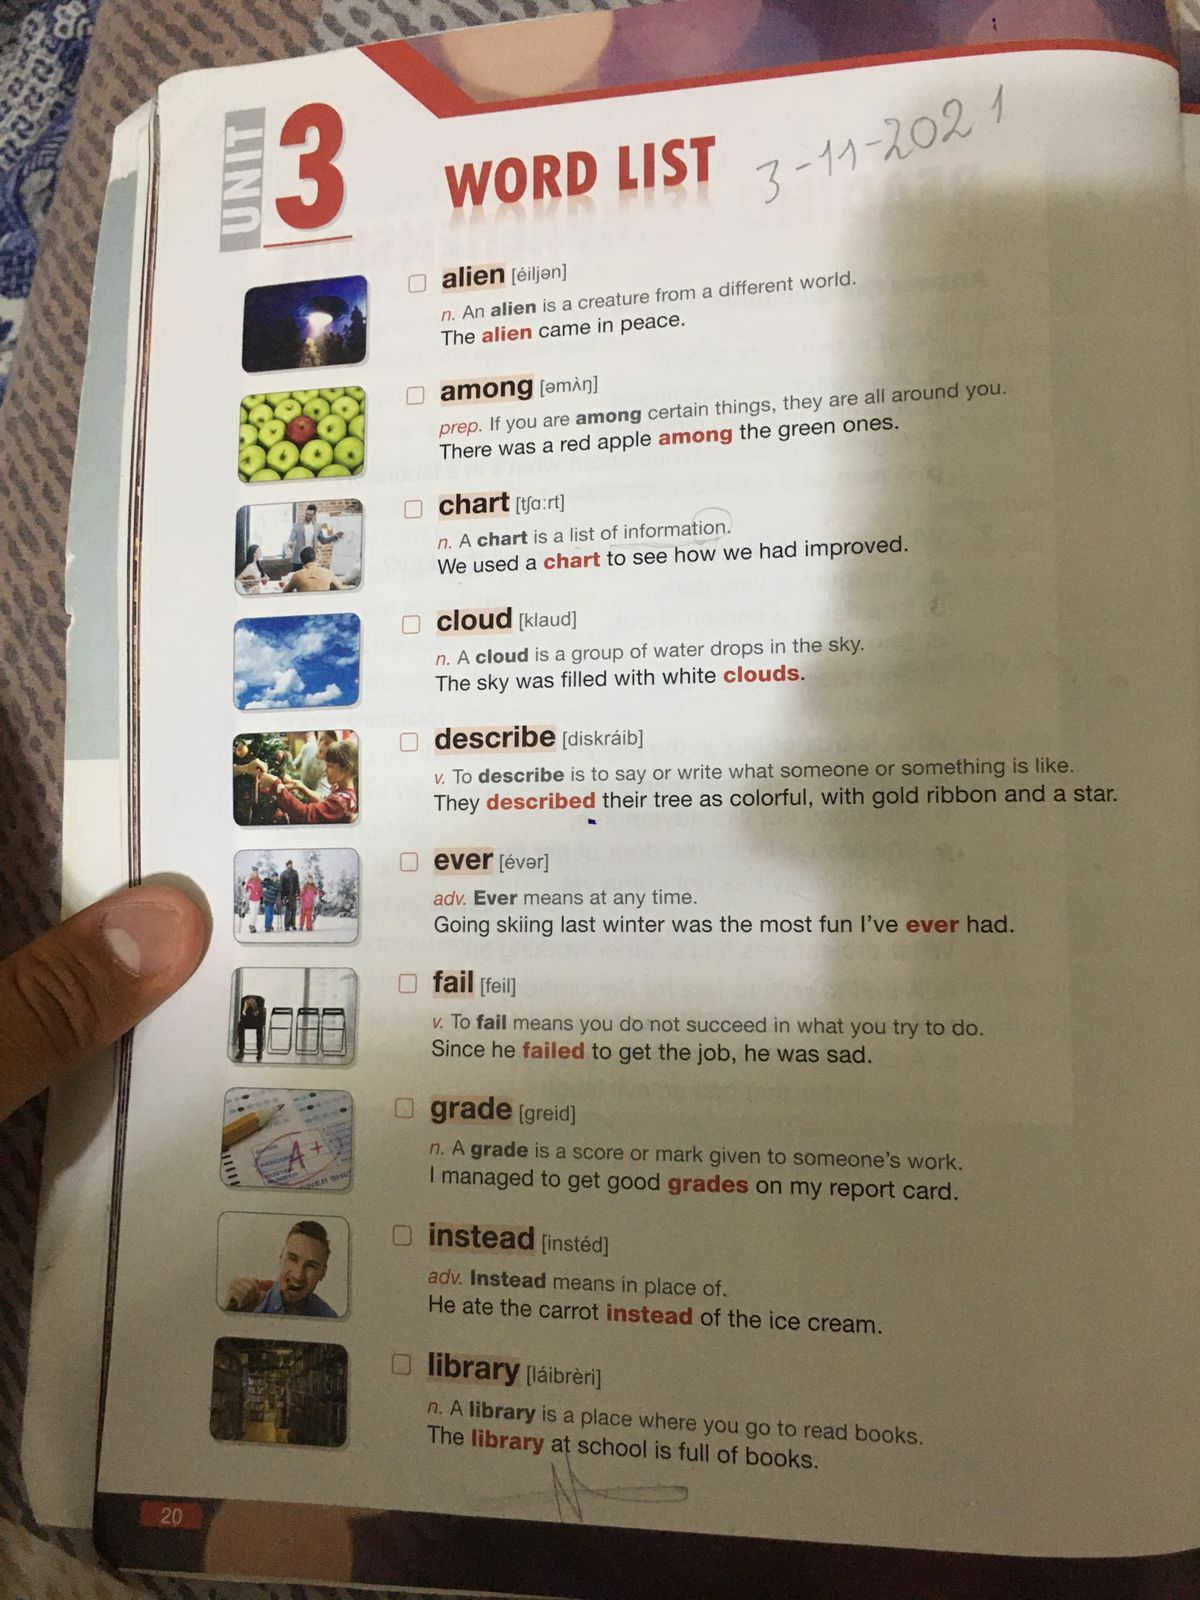 UNIT 3
WORD LIST
3-11-2021
alien [éiljən]
n. An alien is a creature from a different world.
The alien came in peace.
among [əmʌ̀ŋ]
prep. If you are among certain things, they are all around you.
There was a red apple among the green ones.
chart [tʃɑːrt]
n. A chart is a list of information.
We used a chart to see how we had improved.
cloud [klaud]
n. A cloud is a group of water drops in the sky.
The sky was filled with white clouds.
describe [diskráib]
v. To describe is to say or write what someone or something is like.
They described their tree as colorful, with gold ribbon and a star.
ever [évər]
adv. Ever means at any time.
Going skiing last winter was the most fun I've ever had.
fail [feil]
v. To fail means you do not succeed in what you try to do.
Since he failed to get the job, he was sad.
grade [greid]
n. A grade is a score or mark given to someone's work.
I managed to get good grades on my report card.
A+
instead [instéd]
adv. Instead means in place of.
He ate the carrot instead of the ice cream.
library [láibrèri]
n. A library is a place where you go to read books.
The library at school is full of books.
20